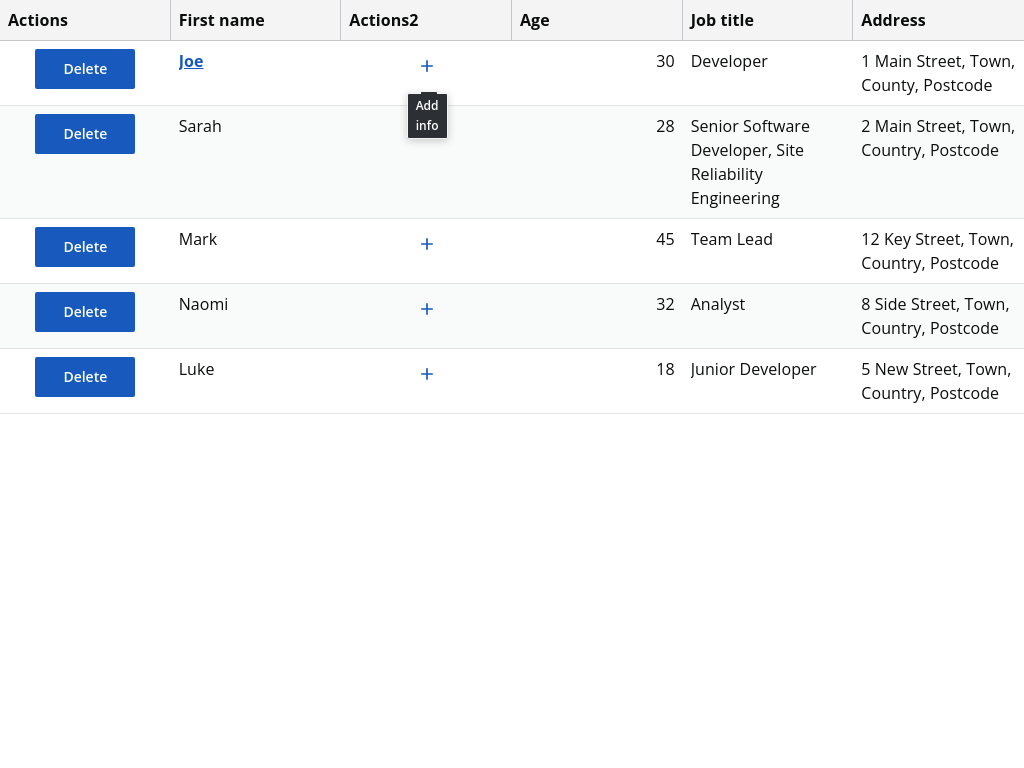 Actions First name Actions2 Age Job title Address
Delete Joe + 30 Developer 1 Main Street, Town,
County, Postcode
Add
info
Delete Sarah 28 Senior Software 2 Main Street, Town,
Developer, Site Country, Postcode
Reliability
Engineering
Delete Mark + 45 Team Lead 12 Key Street, Town,
Country, Postcode
Delete Naomi + 32 Analyst 8 Side Street, Town,
Country, Postcode
Delete Luke + 18 Junior Developer 5 New Street, Town,
Country, Postcode